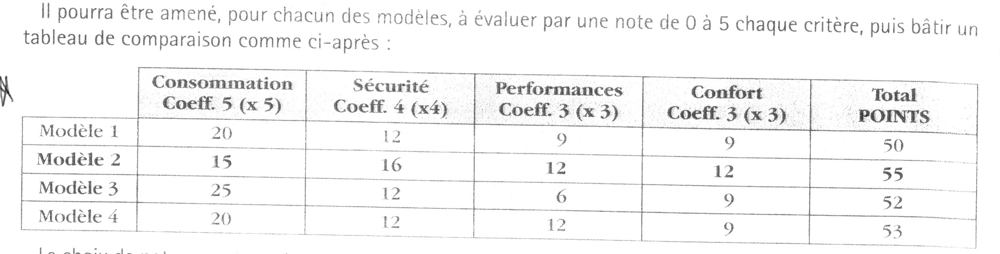 Il pourra être amené, pour chacun des modèles, à évaluer par une note de 0 à 5 chaque critère, puis bâtir un
tableau de comparaison comme ci-après :
Consommation Sécurité Performances Confort Total
Coeff. 5 (x 5) Coeff. 4 (x4) Coeff. 3 (x 3) Coeff. 3 (x 3) POINTS
Modèle 1 20 12 9 9 50
Modèle 2 15 16 12 12 55
Modèle 3 25 12 6 9 52
Modèle 4 20 12 12 9 53